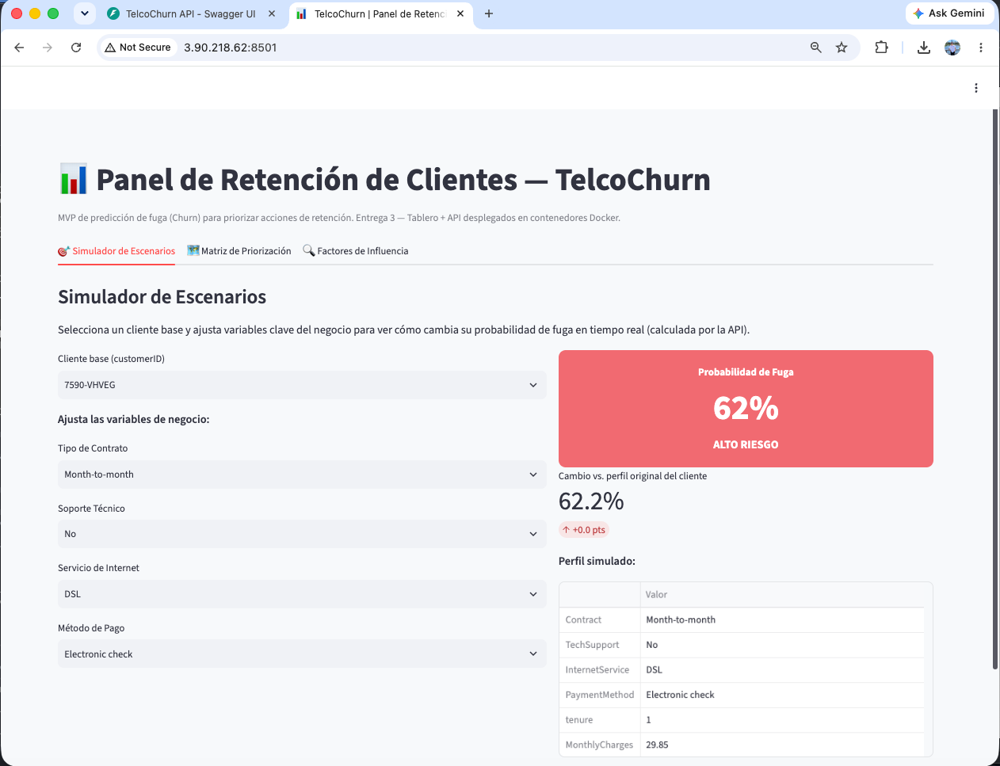 TelcoChurn API - Swagger UI
TelcoChurn | Panel de Retenc
Ask Gemini
Not Secure
3.90.218.62:8501
Panel de Retención de Clientes — TelcoChurn
MVP de predicción de fuga (Churn) para priorizar acciones de retención. Entrega 3 — Tablero + API desplegados en contenedores Docker.
Simulador de Escenarios
Matriz de Priorización
Factores de Influencia
Simulador de Escenarios
Selecciona un cliente base y ajusta variables clave del negocio para ver cómo cambia su probabilidad de fuga en tiempo real (calculada por la API).
Cliente base (customerID)
7590-VHVEG
Ajusta las variables de negocio:
Tipo de Contrato
Month-to-month
Soporte Técnico
No
Servicio de Internet
DSL
Método de Pago
Electronic check
Probabilidad de Fuga
62%
ALTO RIESGO
Cambio vs. perfil original del cliente
62.2%
↑ +0.0 pts
Perfil simulado:
Valor
Contract Month-to-month
TechSupport No
InternetService DSL
PaymentMethod Electronic check
tenure 1
MonthlyCharges 29.85